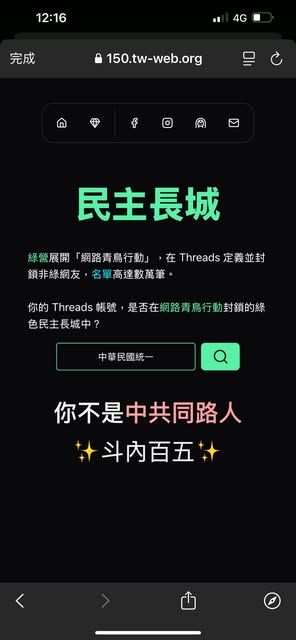 12:16
4G
完成
150.tw-web.org
民主長城
綠營展開「網路青鳥行動」，在 Threads 定義並封
鎖非綠網友，名單高達數萬筆。
你的 Threads 帳號，是否在網路青鳥行動封鎖的綠
色民主長城中？
中華民國統一
你不是中共同路人
✨斗內百五✨